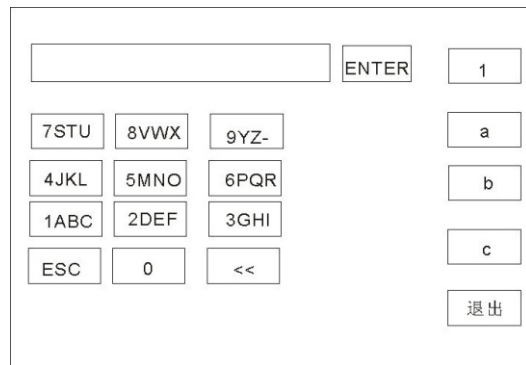 ENTER
1
7STU 8VWX 9YZ- a
4JKL 5MNO 6PQR b
1ABC 2DEF 3GHI
ESC 0 << c
退出